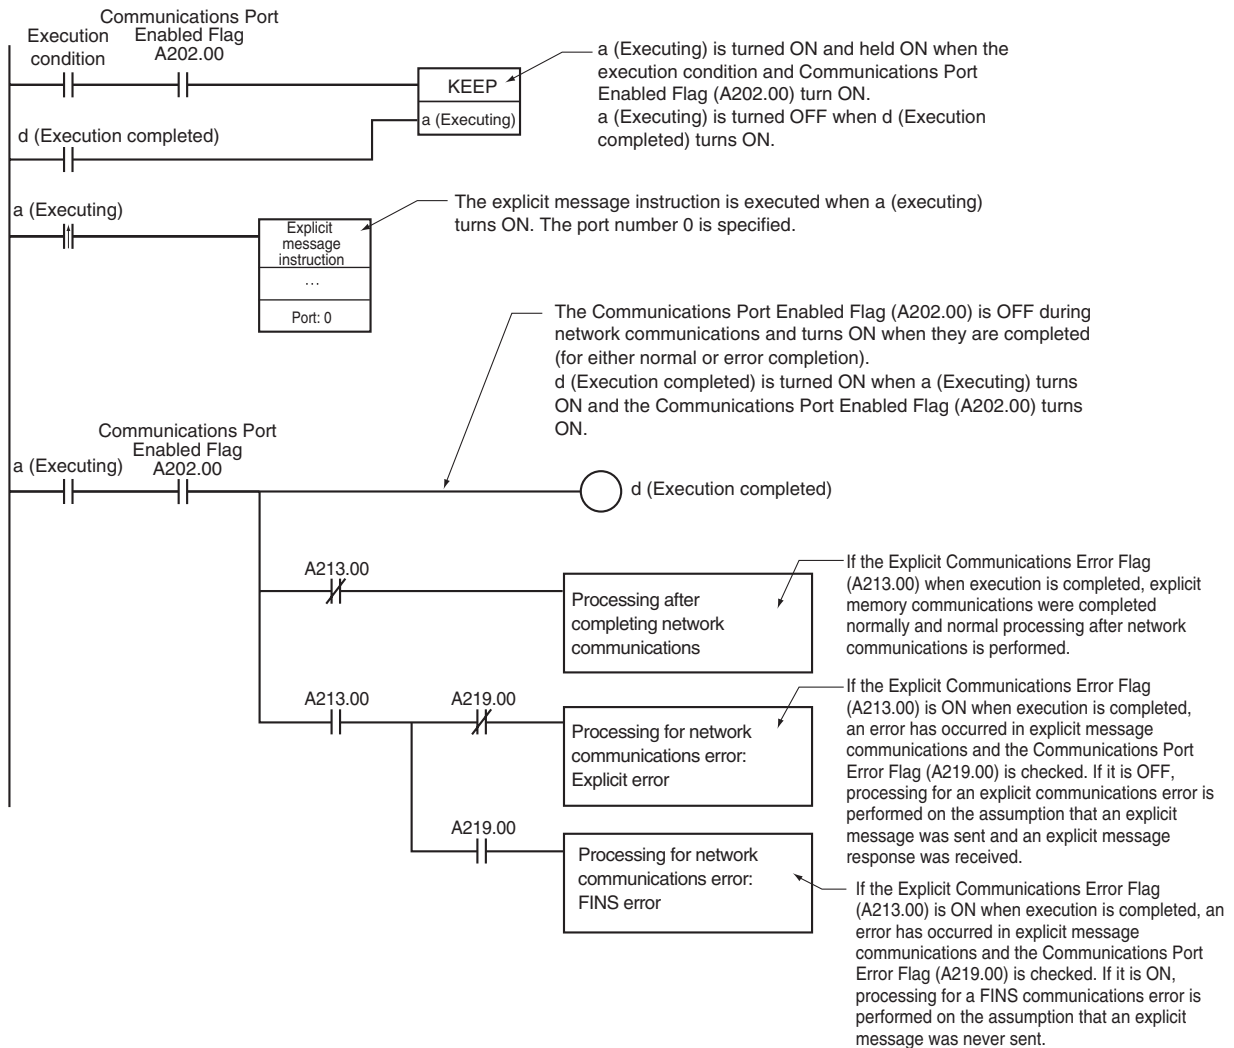 Communications Port
Enabled Flag
A202.00
Execution
condition
KEEP
a (Executing)
a (Executing) is turned ON and held ON when the
execution condition and Communications Port
Enabled Flag (A202.00) turn ON.
a (Executing) is turned OFF when d (Execution
completed) turns ON.
d (Execution completed)
a (Executing)
Explicit
message
instruction
...
Port: 0
The explicit message instruction is executed when a (executing)
turns ON. The port number 0 is specified.
The Communications Port Enabled Flag (A202.00) is OFF during
network communications and turns ON when they are completed
(for either normal or error completion).
d (Execution completed) is turned ON when a (Executing) turns
ON and the Communications Port Enabled Flag (A202.00) turns
ON.
Communications Port
Enabled Flag
A202.00
a (Executing)
d (Execution completed)
A213.00
Processing after
completing network
communications
If the Explicit Communications Error Flag
(A213.00) when execution is completed, explicit
memory communications were completed
normally and normal processing after network
communications is performed.
A213.00
A219.00
Processing for network
communications error:
Explicit error
If the Explicit Communications Error Flag
(A213.00) is ON when execution is completed,
an error has occurred in explicit message
communications and the Communications Port
Error Flag (A219.00) is checked. If it is OFF,
processing for an explicit communications error is
performed on the assumption that an explicit
message was sent and an explicit message
response was received.
A219.00
Processing for network
communications error:
FINS error
If the Explicit Communications Error Flag
(A213.00) is ON when execution is completed, an
error has occurred in explicit message
communications and the Communications Port
Error Flag (A219.00) is checked. If it is ON,
processing for a FINS communications error is
performed on the assumption that an explicit
message was never sent.